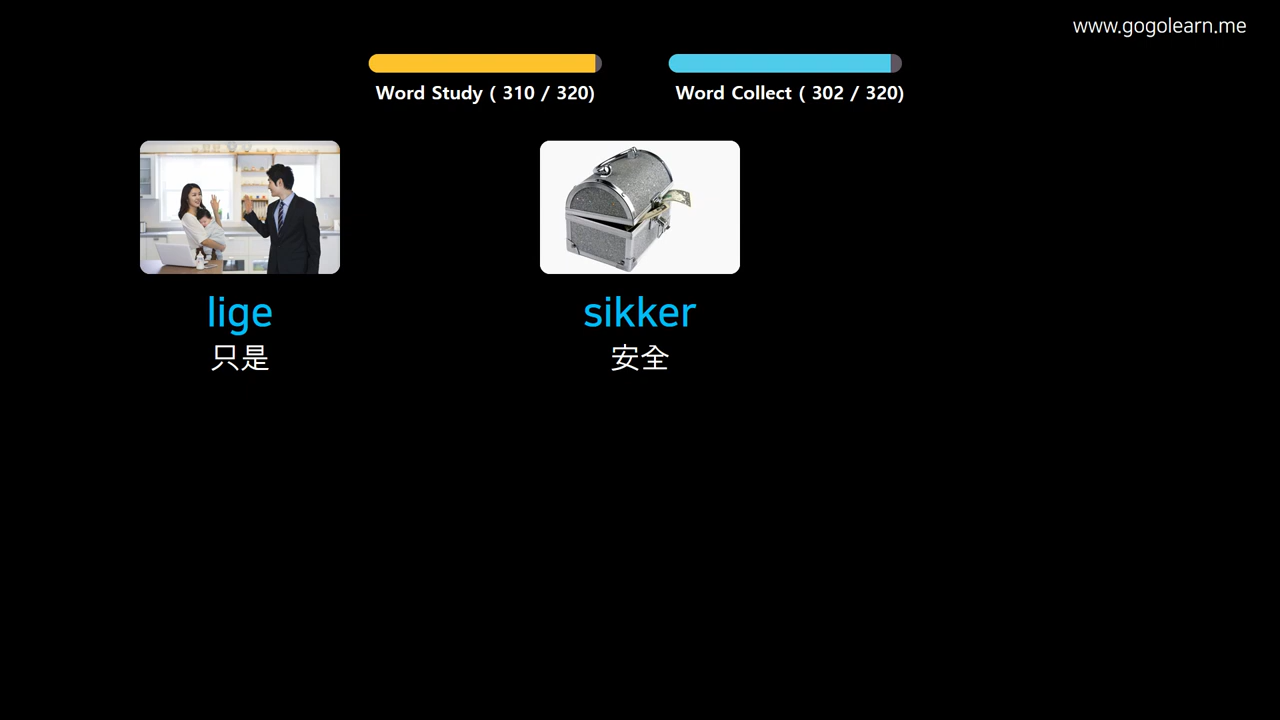 www.gogolearn.me
Word Study ( 310 / 320)
Word Collect ( 302 / 320)
lige
sikker
只是
安全